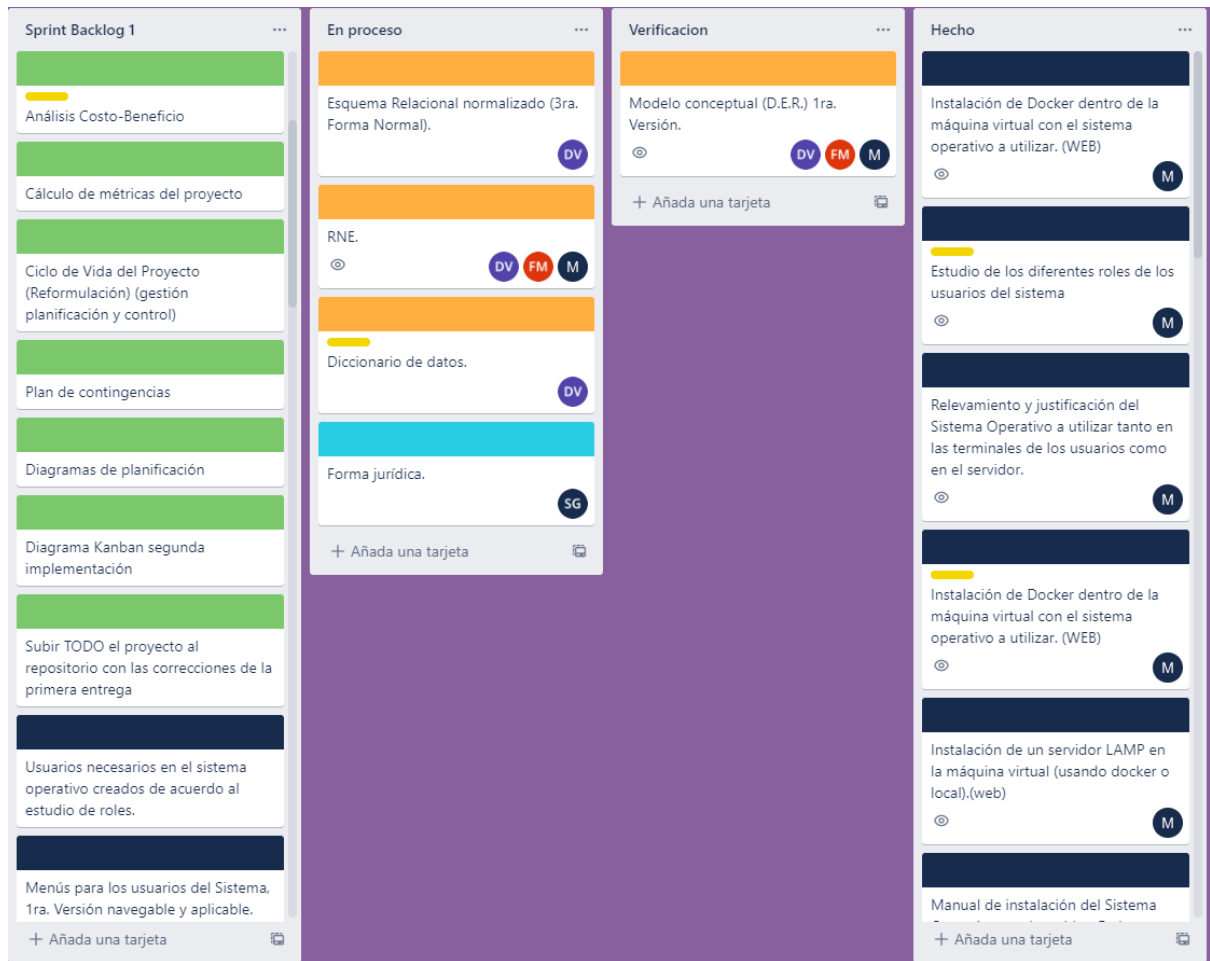 Sprint Backlog 1
Análisis Costo-Beneficio
Cálculo de métricas del proyecto
Ciclo de Vida del Proyecto
(Reformulación) (gestión
planificación y control)
Plan de contingencias
Diagramas de planificación
Diagrama Kanban segunda
implementación
Subir TODO el proyecto al
repositorio con las correcciones de la
primera entrega
Usuarios necesarios en el sistema
operativo creados de acuerdo al
estudio de roles.
Menús para los usuarios del Sistema,
1ra. Versión navegable y aplicable.
+ Añada una tarjeta
En proceso
Esquema Relacional normalizado (3ra.
Forma Normal).
DV
RNE.
DV FM M
Diccionario de datos.
DV
Forma jurídica.
SG
+ Añada una tarjeta
Verificacion
Modelo conceptual (D.E.R.) 1ra.
Versión.
DV FM M
+ Añada una tarjeta
Hecho
Instalación de Docker dentro de la
máquina virtual con el sistema
operativo a utilizar. (WEB)
M
Estudio de los diferentes roles de los
usuarios del sistema
M
Relevamiento y justificación del
Sistema Operativo a utilizar tanto en
las terminales de los usuarios como
en el servidor.
M
Instalación de Docker dentro de la
máquina virtual con el sistema
operativo a utilizar. (WEB)
M
Instalación de un servidor LAMP en
la máquina virtual (usando docker o
local).(web)
M
Manual de instalación del Sistema
+ Añada una tarjeta